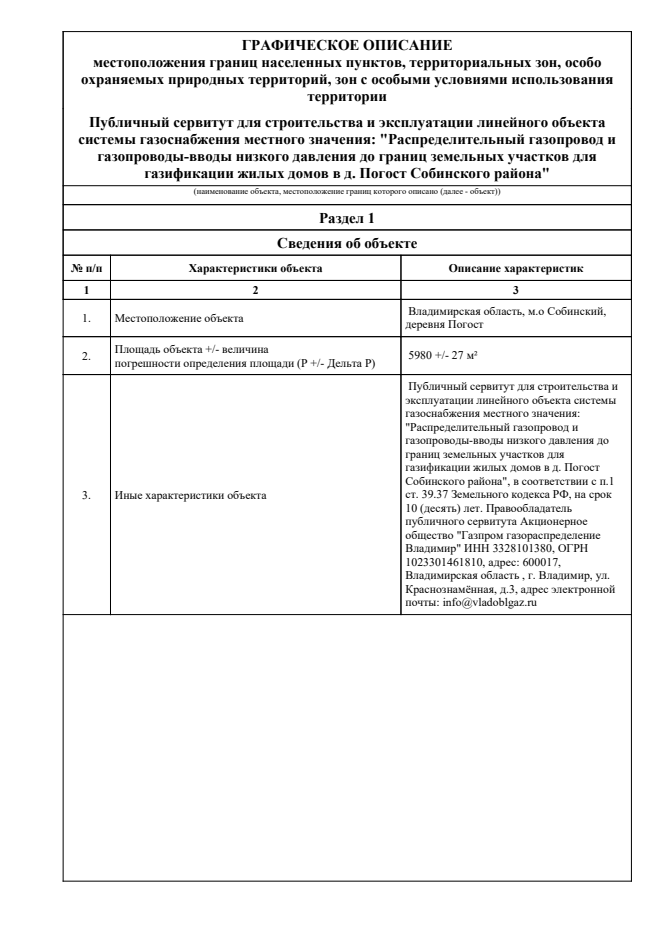 ГРАФИЧЕСКОЕ ОПИСАНИЕ
местоположения границ населенных пунктов, территориальных зон, особо
охраняемых природных территорий, зон с особыми условиями использования
территории
Публичный сервитут для строительства и эксплуатации линейного объекта
системы газоснабжения местного значения: "Распределительный газопровод и
газопроводы-вводы низкого давления до границ земельных участков для
газификации жилых домов в д. Погост Собинского района"
(наименование объекта, местоположение границ которого описано (далее - объект))
Раздел 1
Сведения об объекте
№ п/п Характеристики объекта Описание характеристик
1 2 3
1. Местоположение объекта
Владимирская область, м.о Собинский,
деревня Погост
2.
Площадь объекта +/- величина
погрешности определения площади (P +/- Дельта P)
5980 +/- 27 м²
3. Иные характеристики объекта
Публичный сервитут для строительства и
эксплуатации линейного объекта системы
газоснабжения местного значения:
"Распределительный газопровод и
газопроводы-вводы низкого давления до
границ земельных участков для
газификации жилых домов в д. Погост
Собинского района", в соответствии с п.1
ст. 39.37 Земельного кодекса РФ, на срок
10 (десять) лет. Правообладатель
публичного сервитута Акционерное
общество "Газпром газораспределение
Владимир" ИНН 3328101380, ОГРН
1023301461810, адрес: 600017,
Владимирская область , г. Владимир, ул.
Краснознамённая, д.3, адрес электронной
почты: info@vladoblgaz.ru